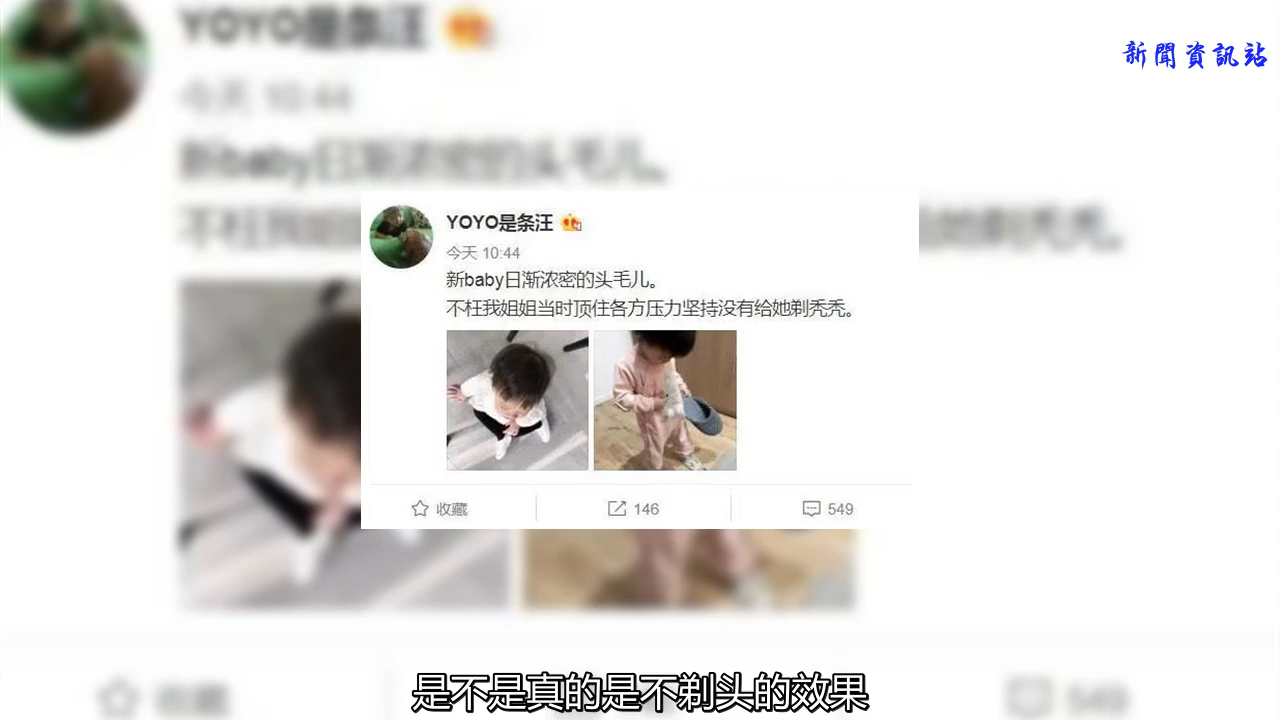 新聞資訊站
YOYO是条汪
今天 10:44
新baby日渐浓密的头毛儿。
不枉我姐姐当时顶住各方压力坚持没有给她剃秃秃。
收藏
146
549
是不是真的是不剃头的效果